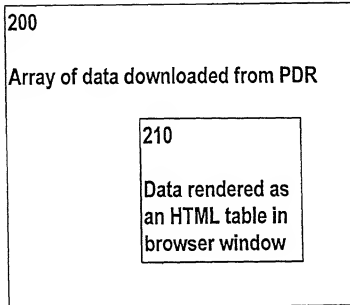 200
Array of data downloaded from PDR
210
Data rendered as
an HTML table in
browser window